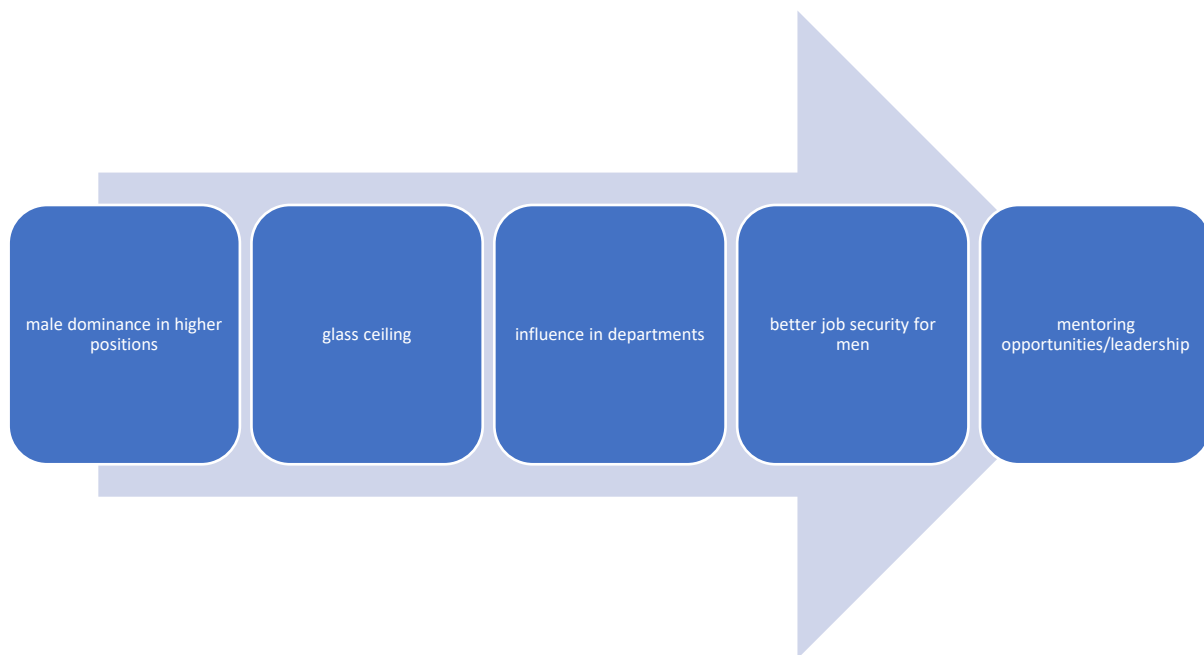 male dominance in higher
positions
glass ceiling
influence in departments
better job security for
men
mentoring
opportunities/leadership